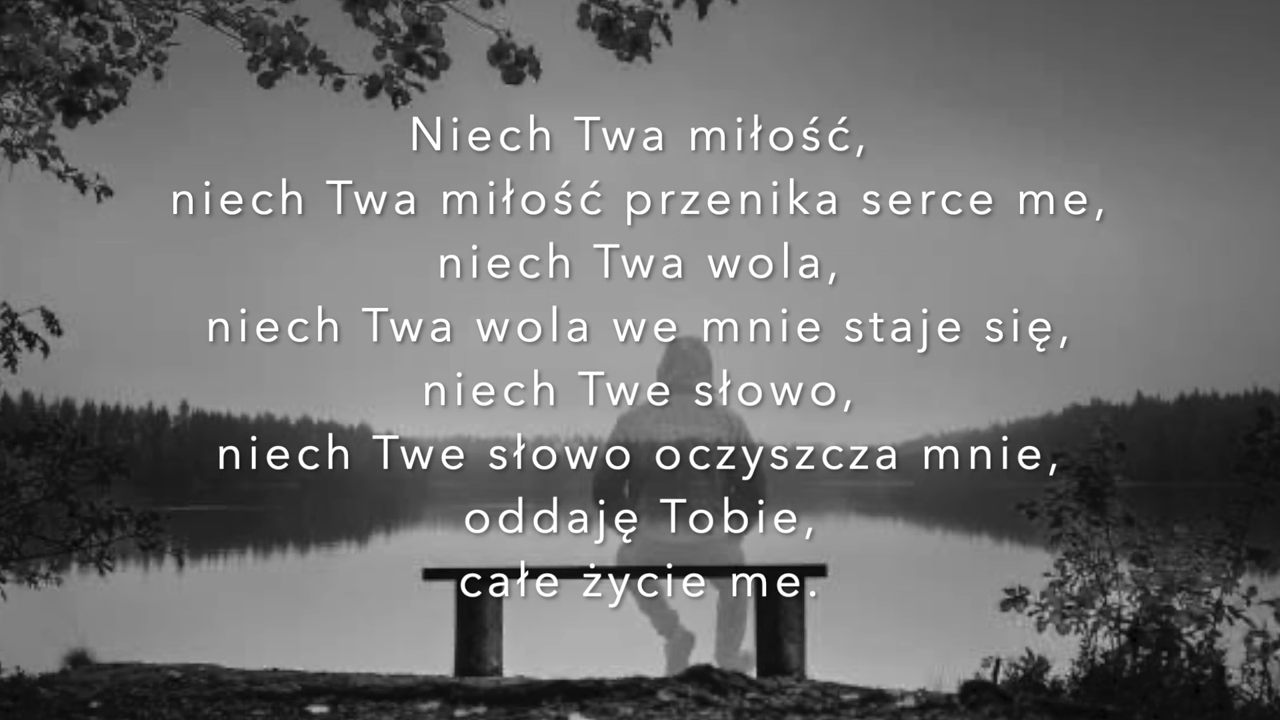 Niech Twa miłość,
niech Twa miłość przenika serce me,
niech Twa wola,
niech Twa wola we mnie staje się,
niech Twe słowo,
niech Twe słowo oczyszcza mnie,
oddaję Tobie,
całe życie me.